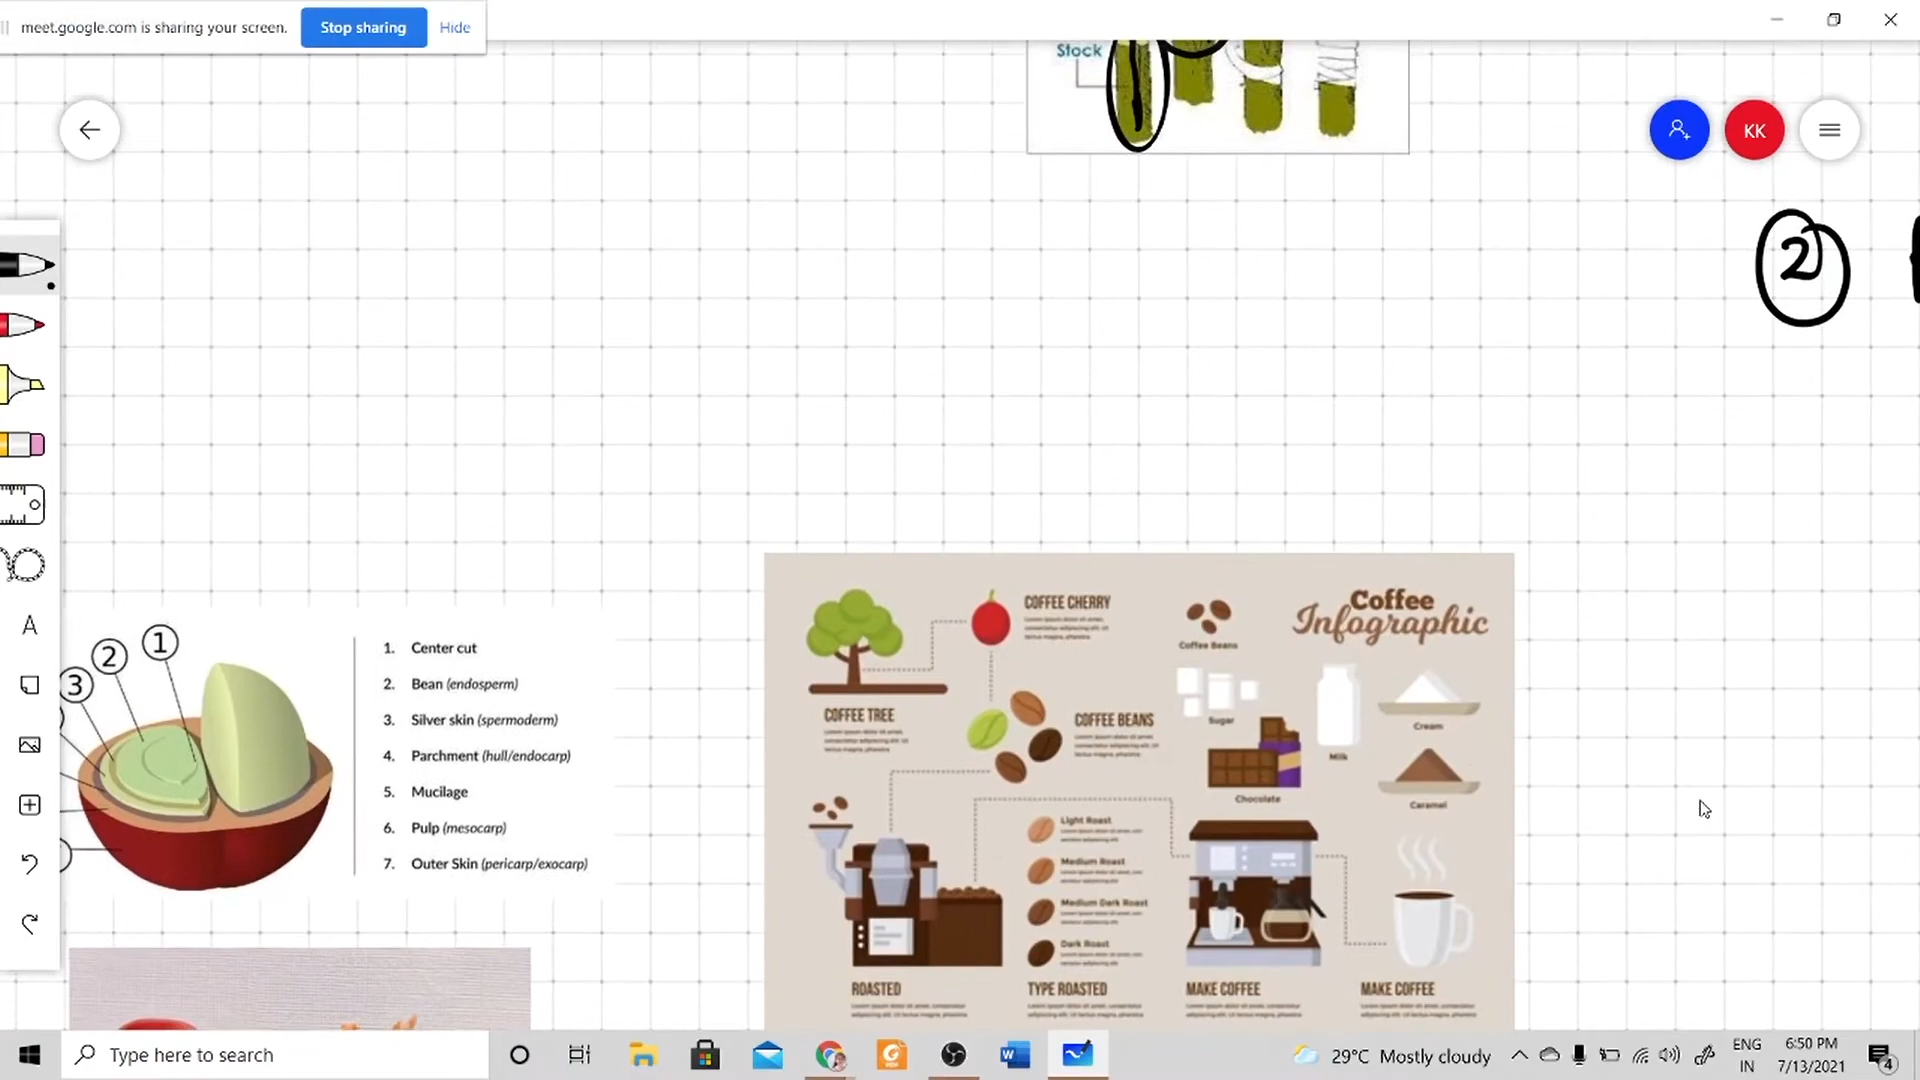 meet.google.com is sharing your screen.
Stop sharing
Hide
Stock
KK
2
1
2
3
1. Center cut
2. Bean (endosperm)
3. Silver skin (spermoderm)
4. Parchment (hull/endocarp)
5. Mucilage
6. Pulp (mesocarp)
7. Outer Skin (pericarp/exocarp)
Coffee
Infographic
COFFEE CHERRY
Coffee Beans
COFFEE TREE
COFFEE BEANS
Sugar
Milk
Cream
Chocolate
Caramel
Light Roast
Medium Roast
Medium Dark Roast
Dark Roast
ROASTED
TYPE ROASTED
MAKE COFFEE
MAKE COFFEE
Type here to search
29°C Mostly cloudy
ENG
IN
6:50 PM
7/13/2021
4